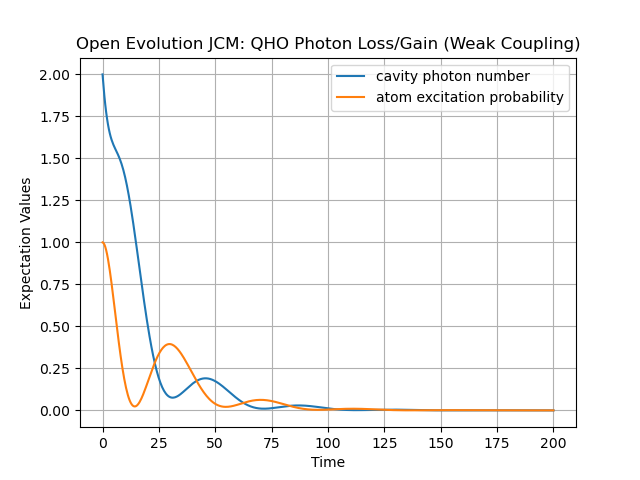 Open Evolution JCM: QHO Photon Loss/Gain (Weak Coupling)
cavity photon number
atom excitation probability
Expectation Values
2.00
1.75
1.50
1.25
1.00
0.75
0.50
0.25
0.00
0 25 50 75 100 125 150 175 200
Time